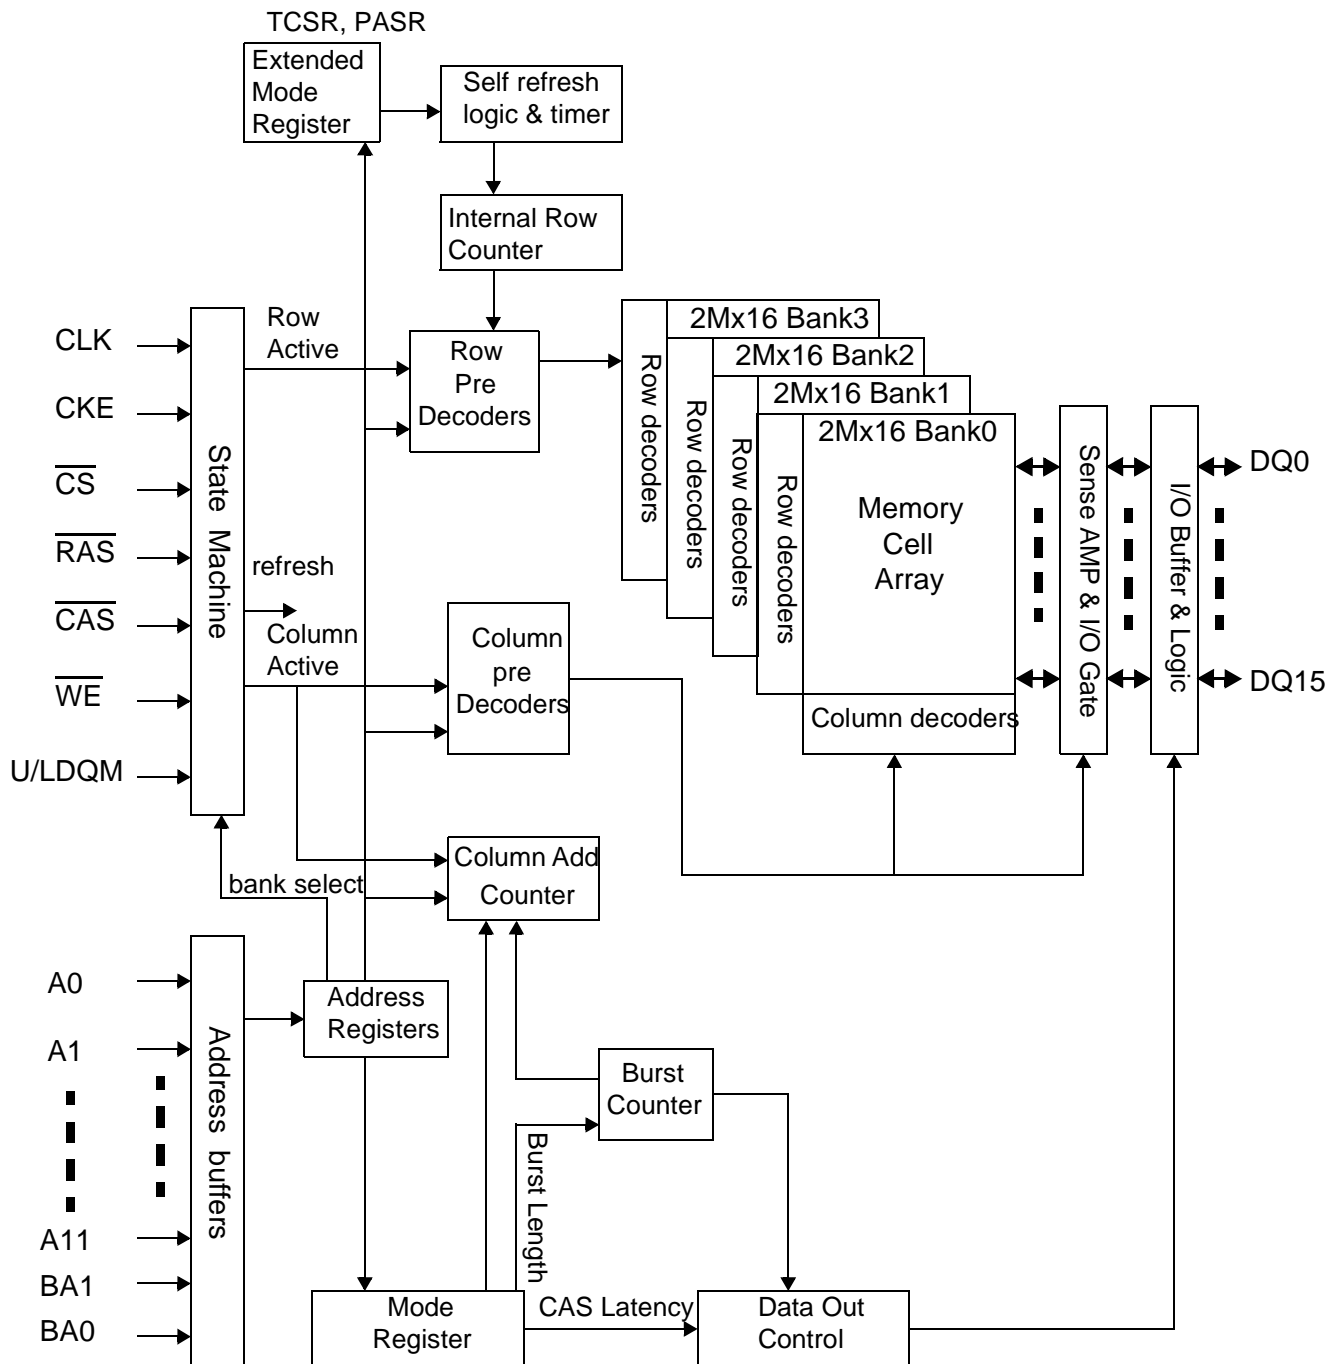 TCSR, PASR
Extended
Mode
Register
Self refresh
logic & timer
Internal Row
Counter
CLK
CKE
CS
RAS
CAS
WE
U/LDQM
State Machine
Row
Active
refresh
Column
Active
bank select
Row
Pre
Decoders
Column
pre
Decoders
Column Add
Counter
2Mx16 Bank3
2Mx16 Bank2
2Mx16 Bank1
2Mx16 Bank0
Row decoders
Row decoders
Row decoders
Row decoders
Memory
Cell
Array
Column decoders
Sense AMP & I/O Gate
I/O Buffer & Logic
DQ0
DQ15
A0
A1
A11
BA1
BA0
Address buffers
Address
Registers
Burst
Counter
Burst Length
Mode
Register
CAS Latency
Data Out
Control